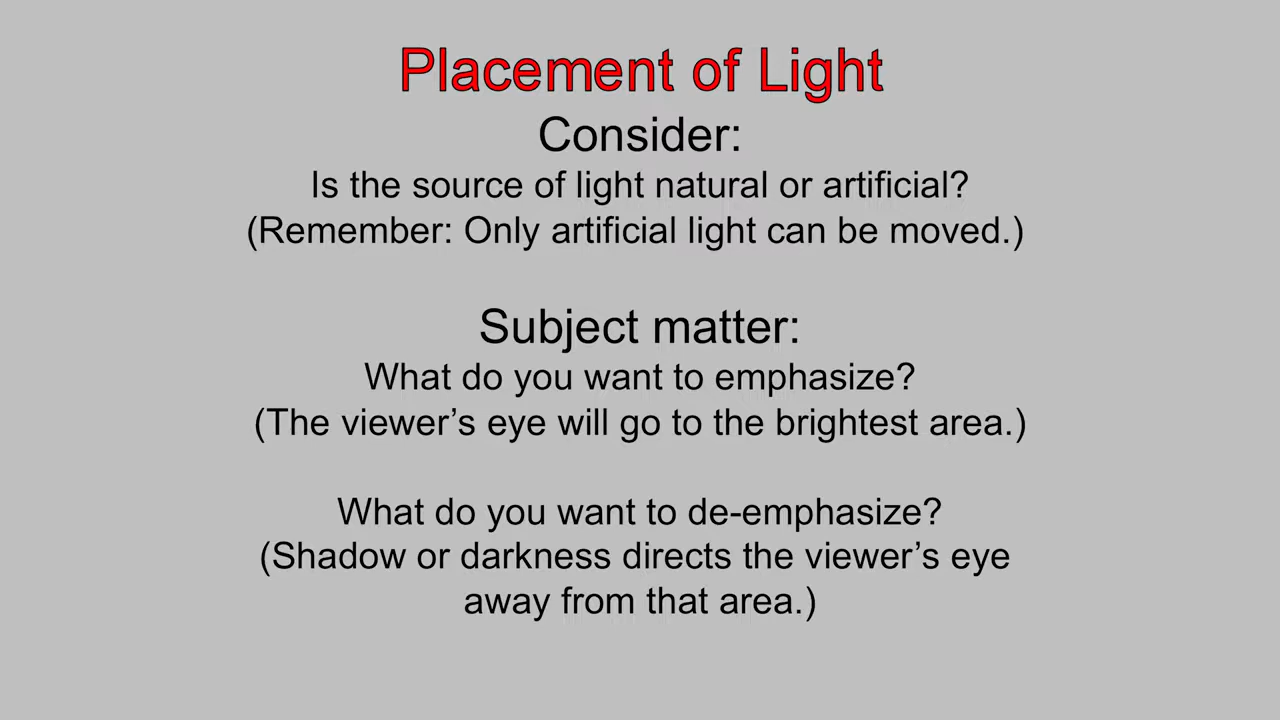 Placement of Light
Consider:
Is the source of light natural or artificial?
(Remember: Only artificial light can be moved.)
Subject matter:
What do you want to emphasize?
(The viewer’s eye will go to the brightest area.)
What do you want to de-emphasize?
(Shadow or darkness directs the viewer’s eye
away from that area.)